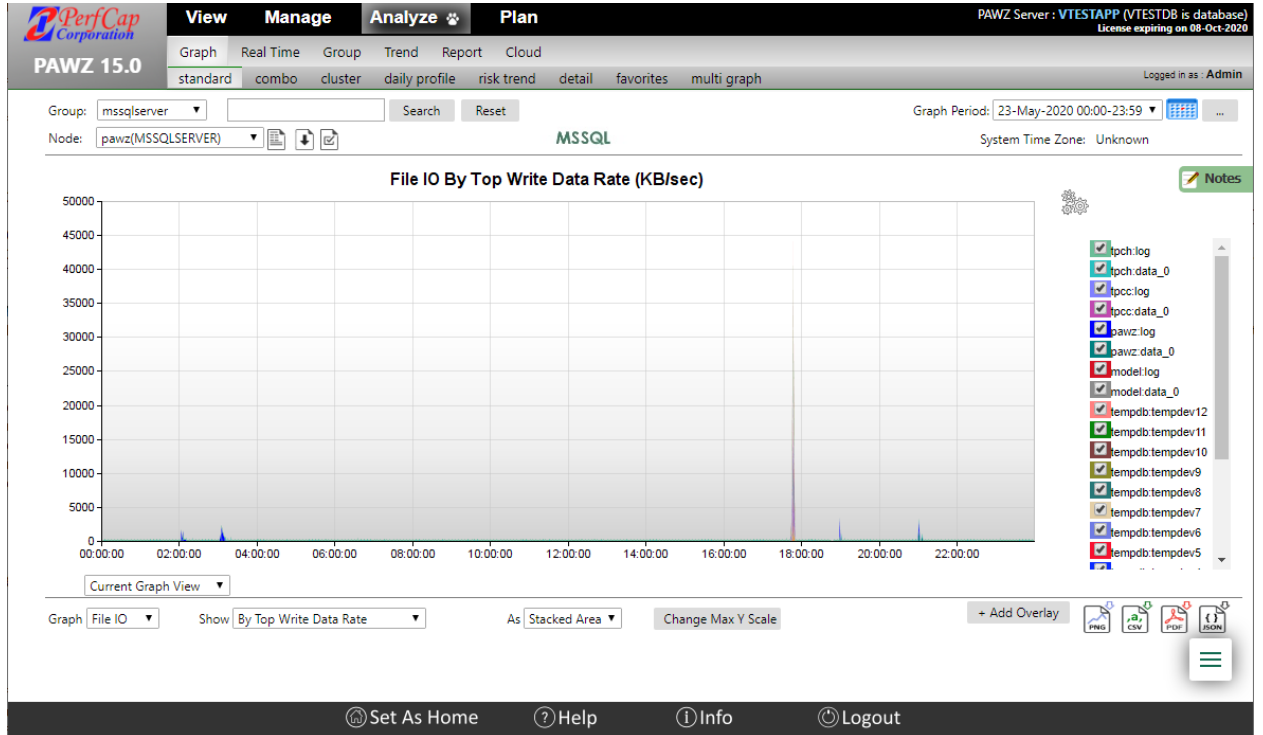 PerfCap
Corporation
PAWZ 15.0
View Manage Analyze Plan
PAWZ Server : VTESTAPP (VTESTDB is database)
License expiring on 08-Oct-2020
Graph Real Time Group Trend Report Cloud
standard combo cluster daily profile risk trend detail favorites multi graph
Logged in as : Admin
Group: mssqlserver Search Reset
Graph Period: 23-May-2020 00:00-23:59 ...
Node: pawz(MSSQLSERVER)
MSSQL
System Time Zone: Unknown
File IO By Top Write Data Rate (KB/sec)
Notes
50000
45000
40000
35000
30000
25000
20000
15000
10000
5000
0
00:00:00 02:00:00 04:00:00 06:00:00 08:00:00 10:00:00 12:00:00 14:00:00 16:00:00 18:00:00 20:00:00 22:00:00
tpch:log
tpch:data_0
tpcc:log
tpcc:data_0
pawz:log
pawz:data_0
model:log
model:data_0
tempdb:tempdev12
tempdb:tempdev11
tempdb:tempdev10
tempdb:tempdev9
tempdb:tempdev8
tempdb:tempdev7
tempdb:tempdev6
tempdb:tempdev5
Current Graph View
Graph File IO Show By Top Write Data Rate As Stacked Area Change Max Y Scale
+ Add Overlay
PNG
,a,
CSV
PDF
{ }
JSON
Set As Home ? Help i Info Logout